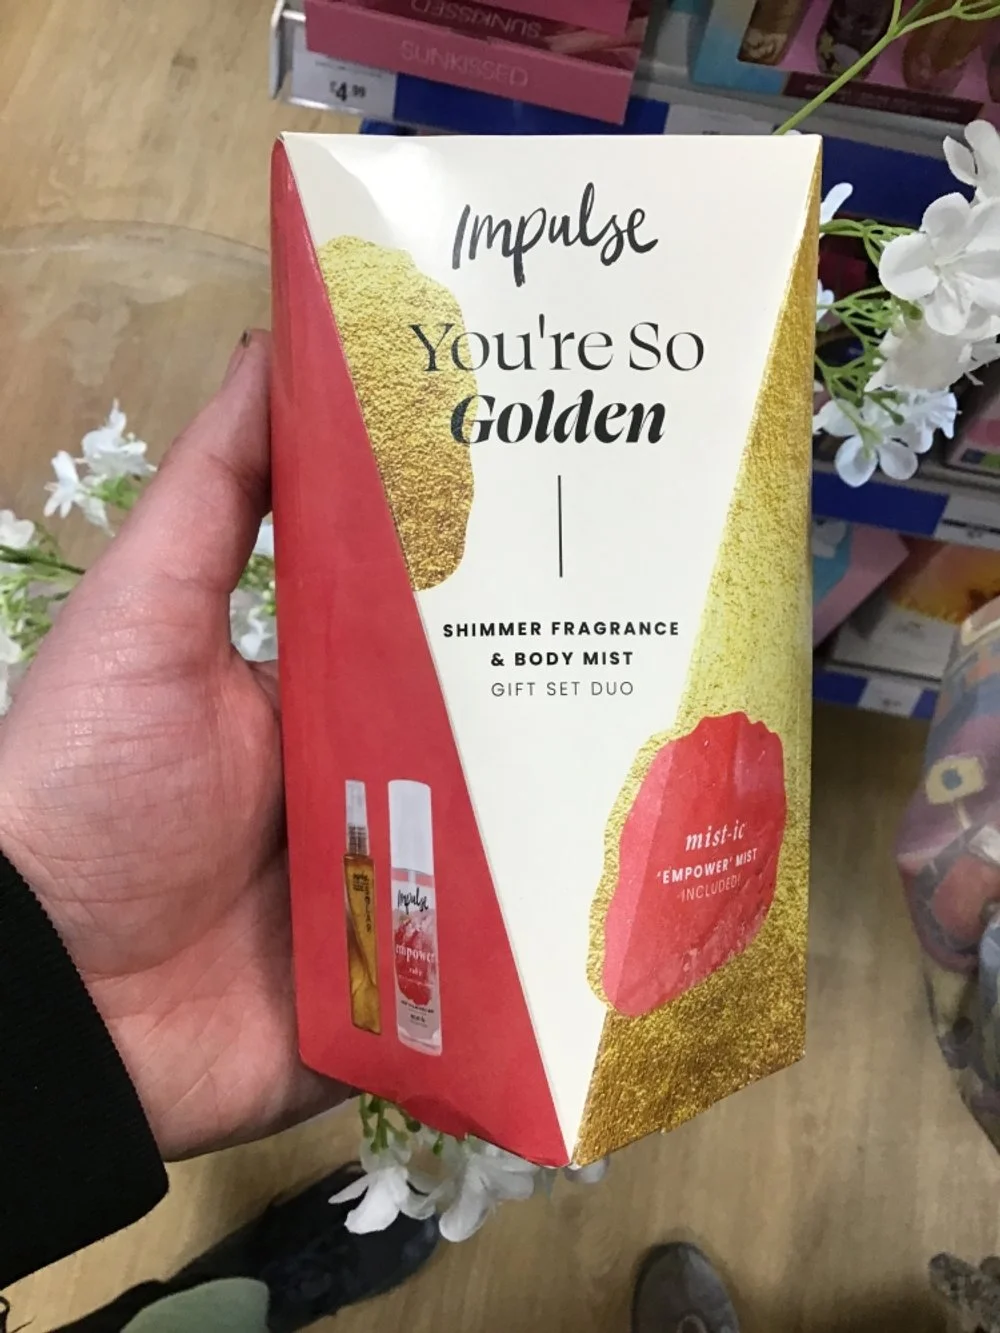 SUNKISSED
SUNKISSED
£4.99
Impulse
You're So
Golden
SHIMMER FRAGRANCE
& BODY MIST
GIFT SET DUO
mist-ic
'EMPOWER' MIST
INCLUDED!
Impulse
empower
ruby